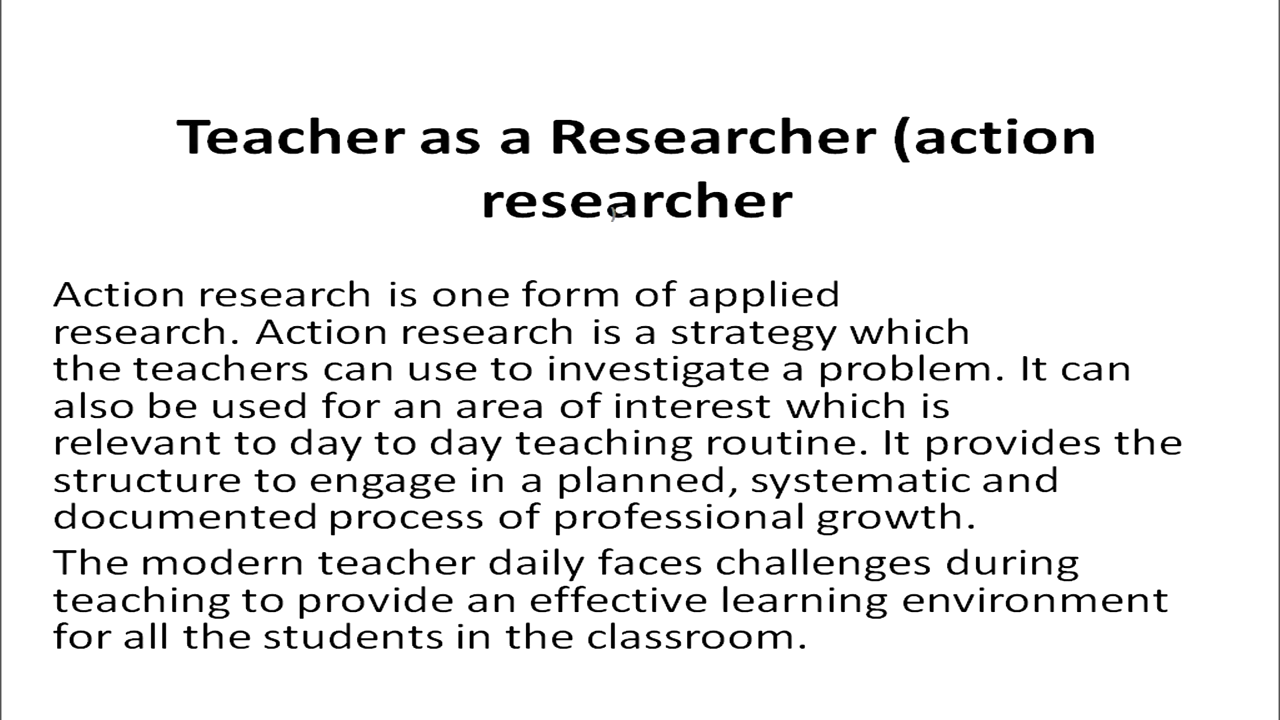 Teacher as a Researcher (action
researcher
)
Action research is one form of applied
research. Action research is a strategy which
the teachers can use to investigate a problem. It can
also be used for an area of interest which is
relevant to day to day teaching routine. It provides the
structure to engage in a planned, systematic and
documented process of professional growth.
The modern teacher daily faces challenges during
teaching to provide an effective learning environment
for all the students in the classroom.